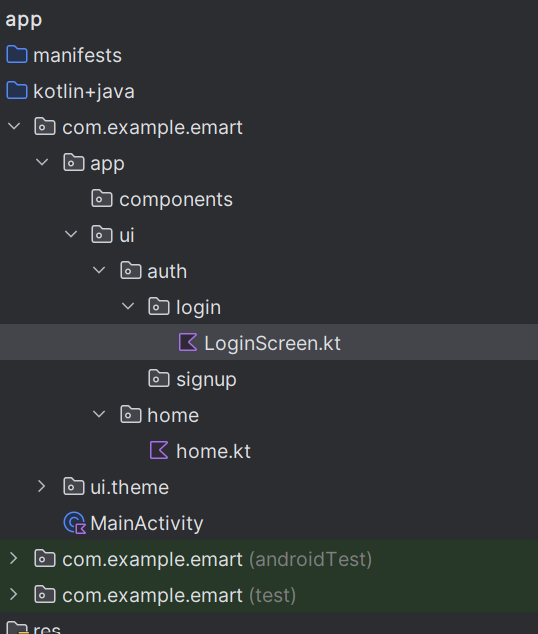 app
manifests
kotlin+java
com.example.emart
app
components
ui
auth
login
LoginScreen.kt
signup
home
home.kt
ui.theme
MainActivity
com.example.emart (androidTest)
com.example.emart (test)
res